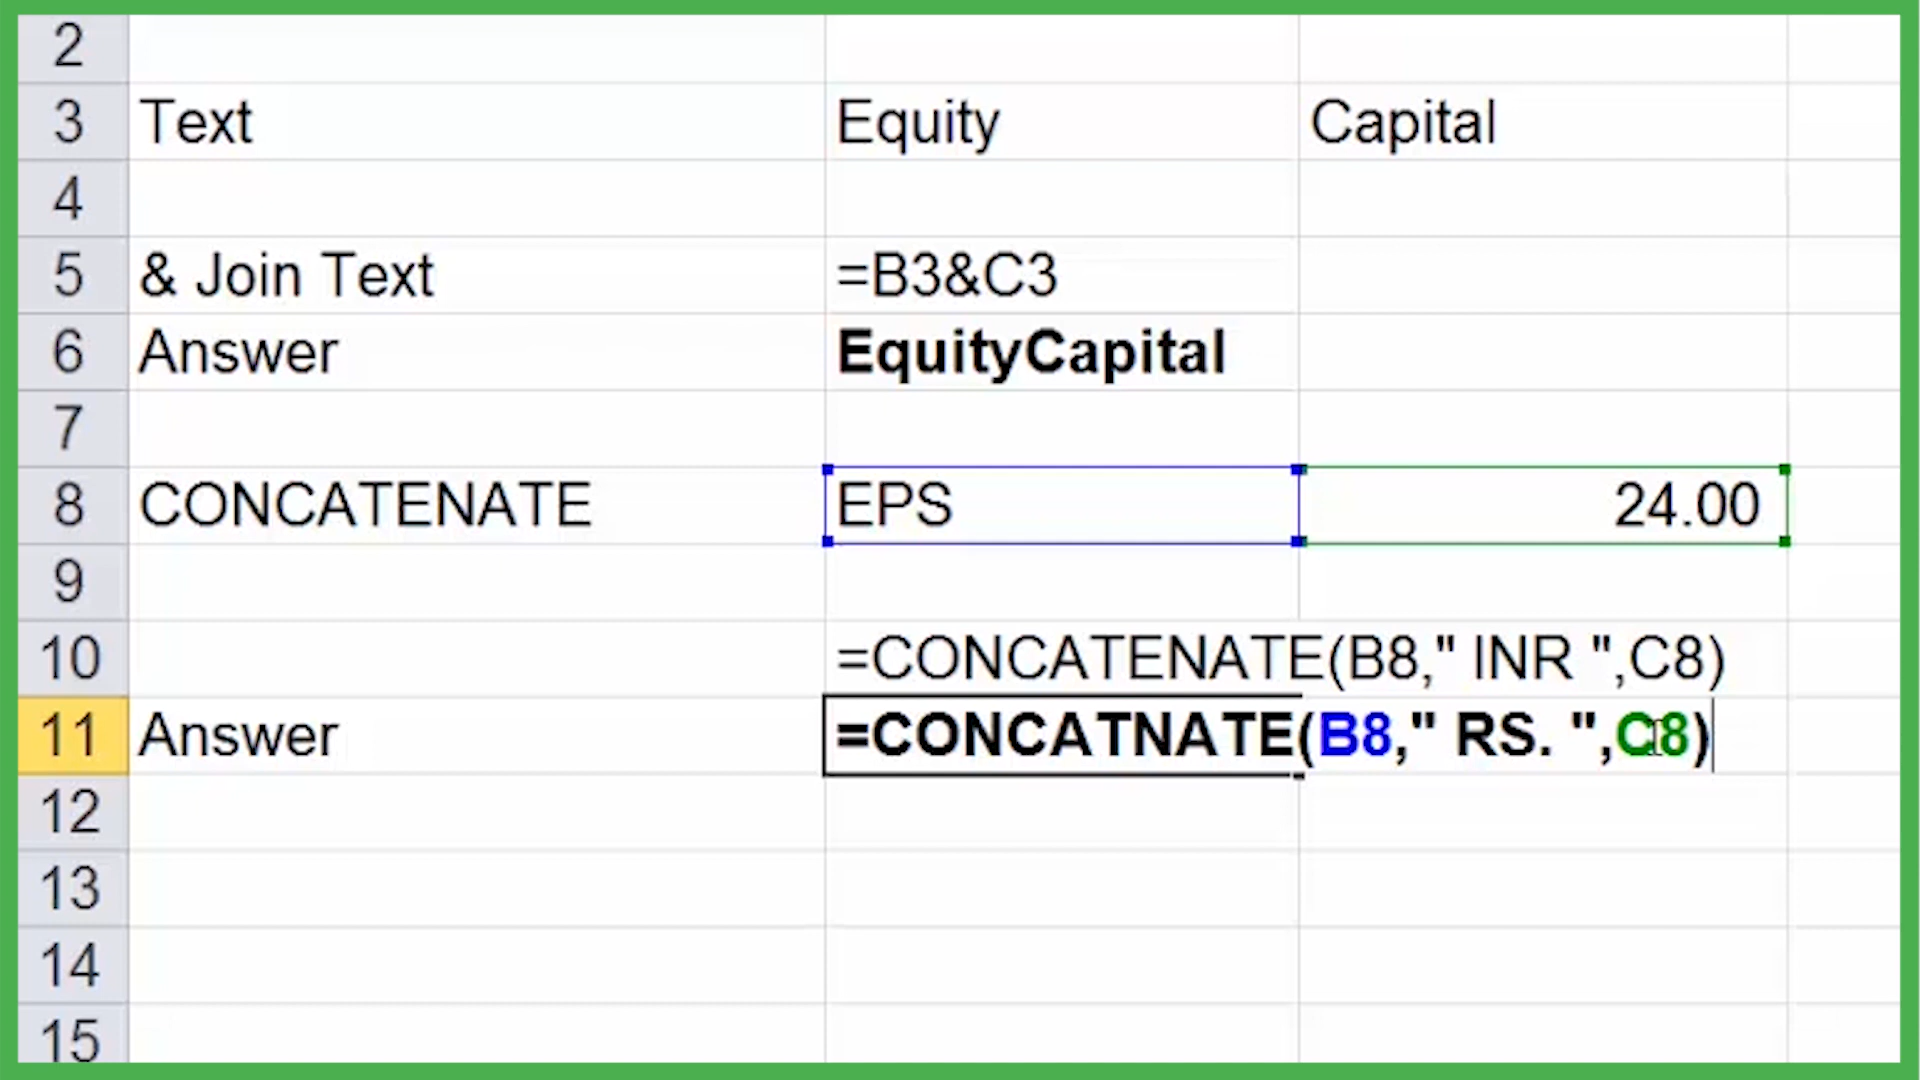 2
3 Text Equity Capital
4
5 & Join Text =B3&C3
6 Answer EquityCapital
7
8 CONCATENATE EPS 24.00
9
10 =CONCATENATE(B8," INR ",C8)
11 Answer =CONCATNATE(B8," RS. ",C8)
12
13
14
15